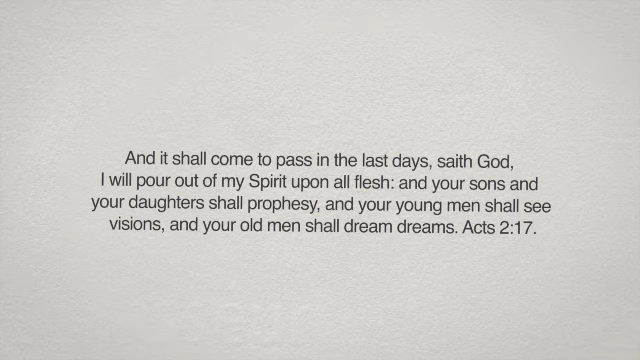 And it shall come to pass in the last days, saith God,
I will pour out of my Spirit upon all flesh: and your sons and
your daughters shall prophesy, and your young men shall see
visions, and your old men shall dream dreams. Acts 2:17.